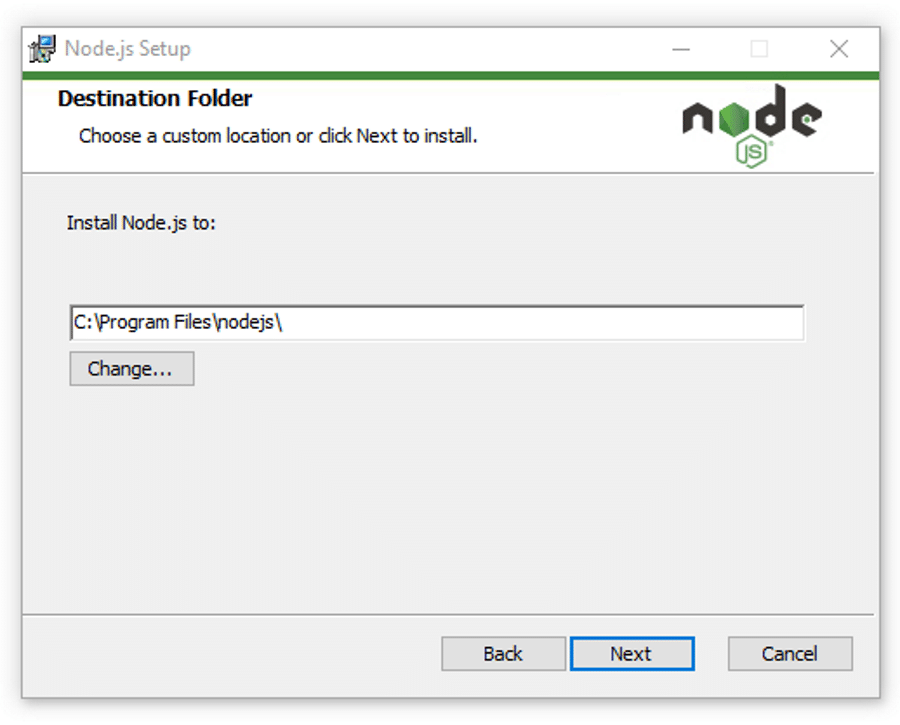 Node.js Setup
Destination Folder
Choose a custom location or click Next to install.
node
JS
Install Node.js to:
C:\Program Files\nodejs\
Change...
Back Next Cancel